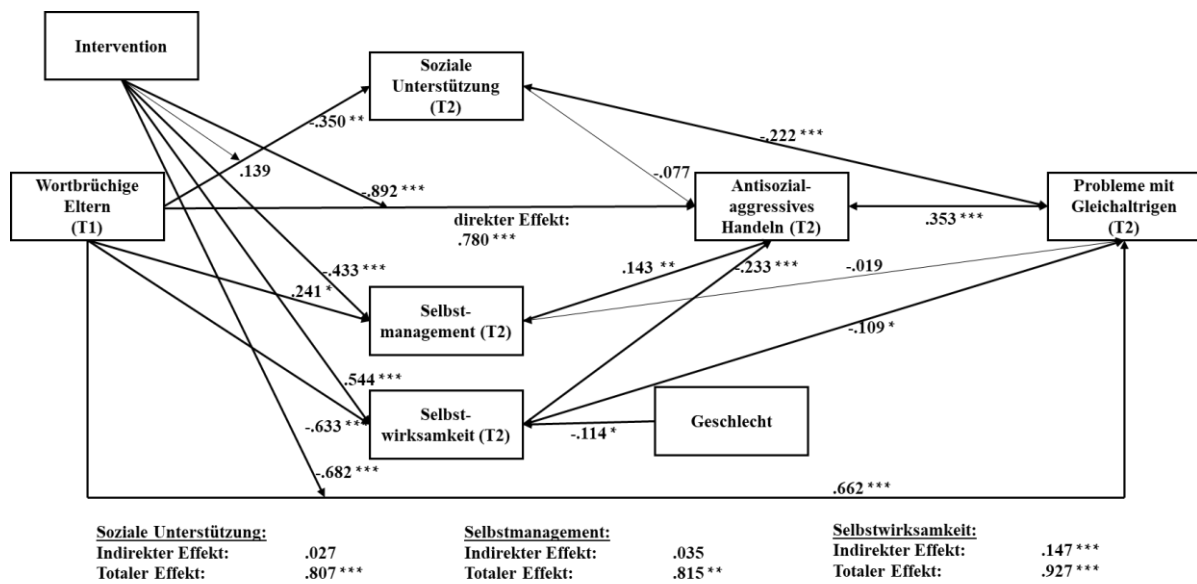 Intervention
Soziale
Unterstützung
(T2)
-.350 **
.139
-.222 ***
-.077
-.892 ***
Wortbrüchige
Eltern
(T1)
direkter Effekt:
.780 ***
Antisozial-
aggressives
Handeln (T2)
.353 ***
Probleme mit
Gleichaltrigen
(T2)
-.433 ***
.241 *
.143 **
-.233 ***
-.019
Selbst-
management (T2)
-.109 *
.544 ***
-.633 ***
Selbst-
wirksamkeit (T2)
-.114 *
Geschlecht
-.682 ***
.662 ***
Soziale Unterstützung:
Indirekter Effekt: .027
Totaler Effekt: .807 ***
Selbstmanagement:
Indirekter Effekt: .035
Totaler Effekt: .815 **
Selbstwirksamkeit:
Indirekter Effekt: .147 ***
Totaler Effekt: .927 ***